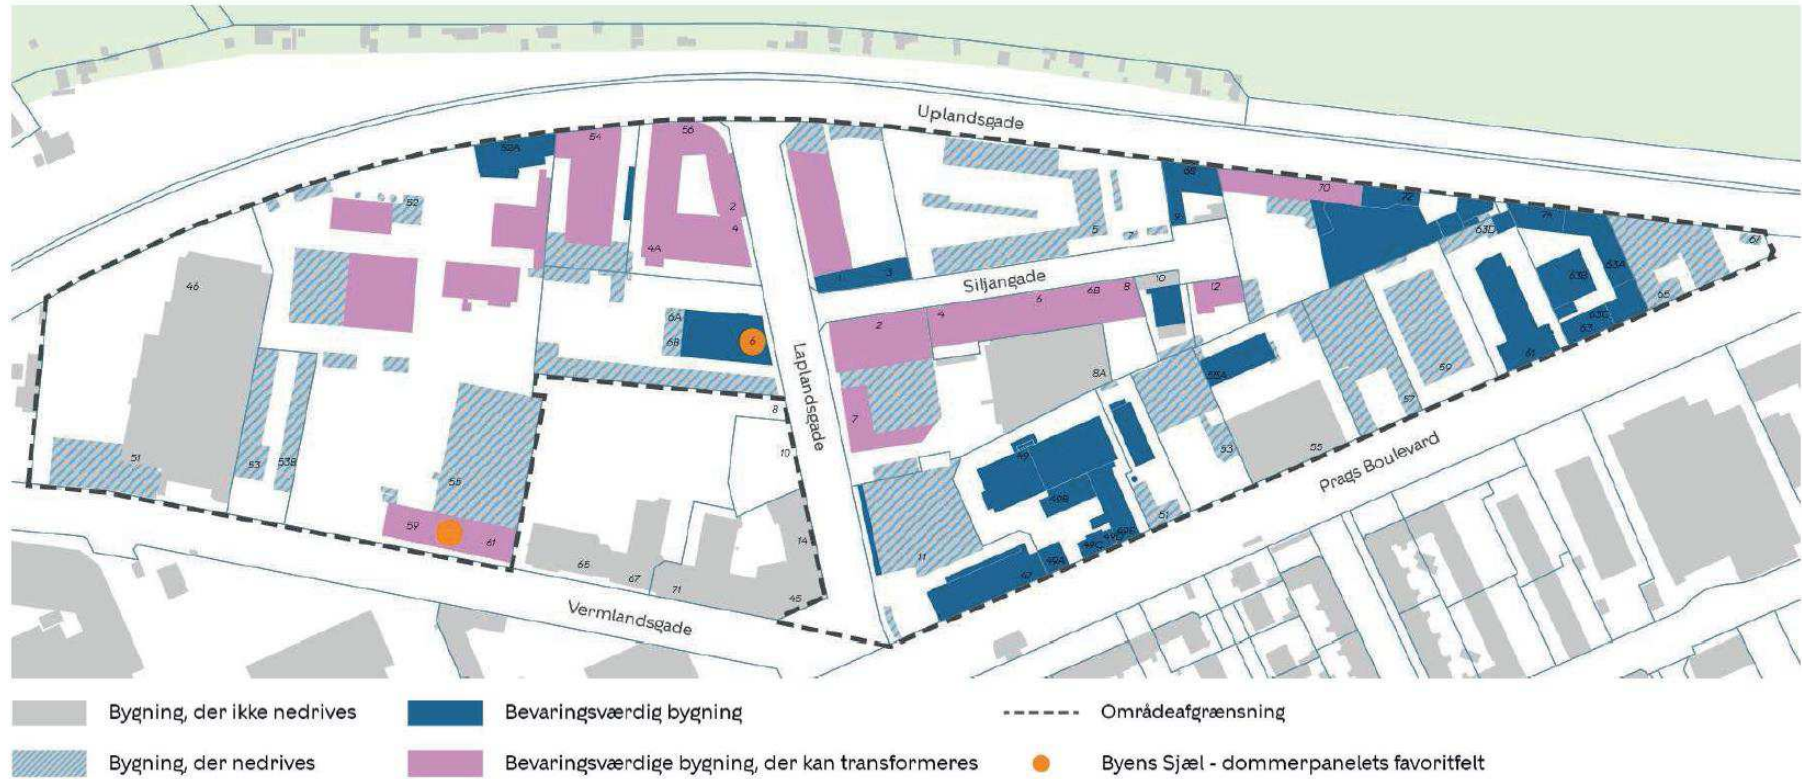 Uplandsgade
54
56
52A
68
70
72
52
2
4
9
74
4A
5
7
63D
67
46
1
3
Siljangade
63B
63A
10
6B
8
12
65
6
4
2
63C
63
6A
6B
6
61
Laplandsgade
8A
55A
59
8
7
57
10
53
55
51
53
53B
49
Prags Boulevard
55
49B
51
59
61
14
11
49C
49A
47
65
67
71
45
Vermlandsgade
Bygning, der ikke nedrives
Bevaringsværdig bygning
Områdeafgrænsning
Bygning, der nedrives
Bevaringsværdige bygning, der kan transformeres
Byens Sjæl - dommerpanelets favoritfelt